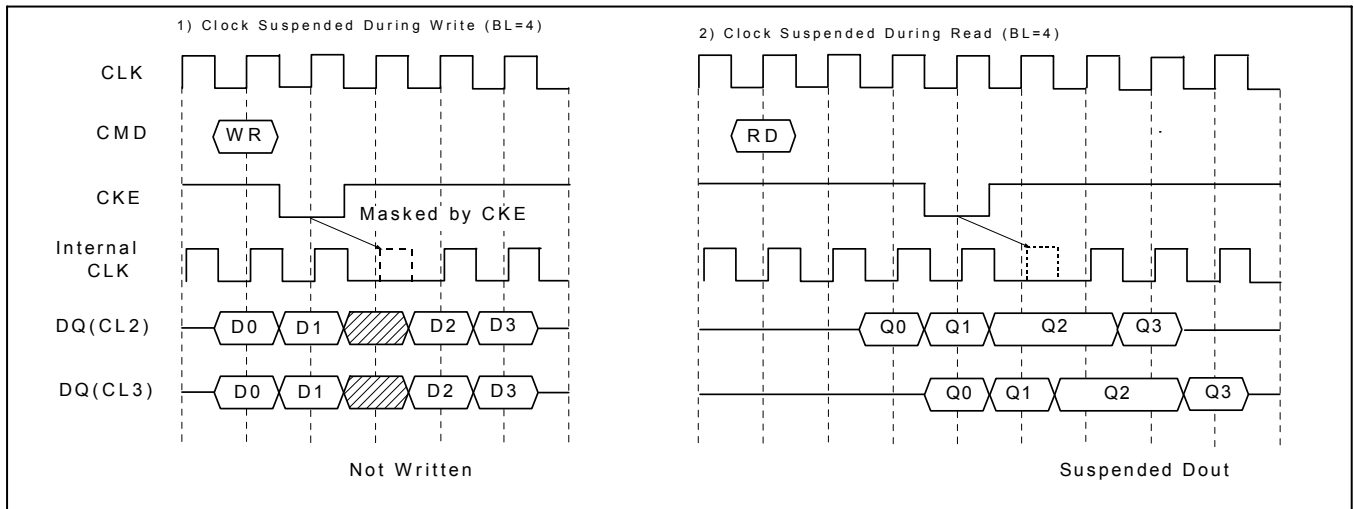 1) Clock Suspended During Write (BL=4)
2) Clock Suspended During Read (BL=4)
CLK
CMD
WR
RD
CKE
Masked by CKE
Internal
CLK
DQ(CL2)
D0 D1 D2 D3
Q0 Q1 Q2 Q3
DQ(CL3)
D0 D1 D2 D3
Q0 Q1 Q2 Q3
Not Written
Suspended Dout